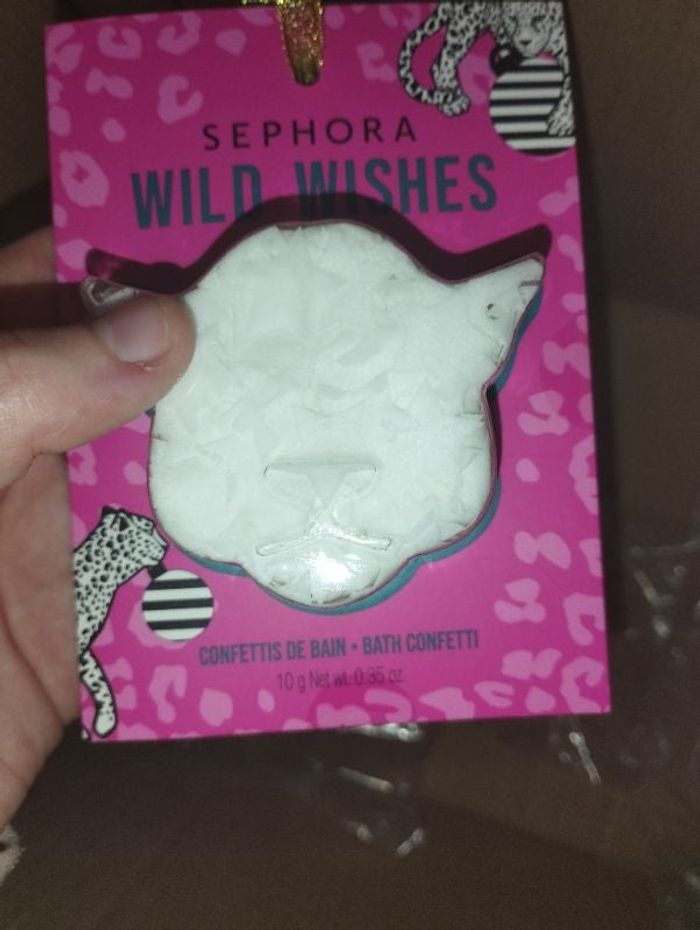 SEPHORA
WILD WISHES
CONFETTIS DE BAIN • BATH CONFETTI
10 g Net wt. 0.35 oz.